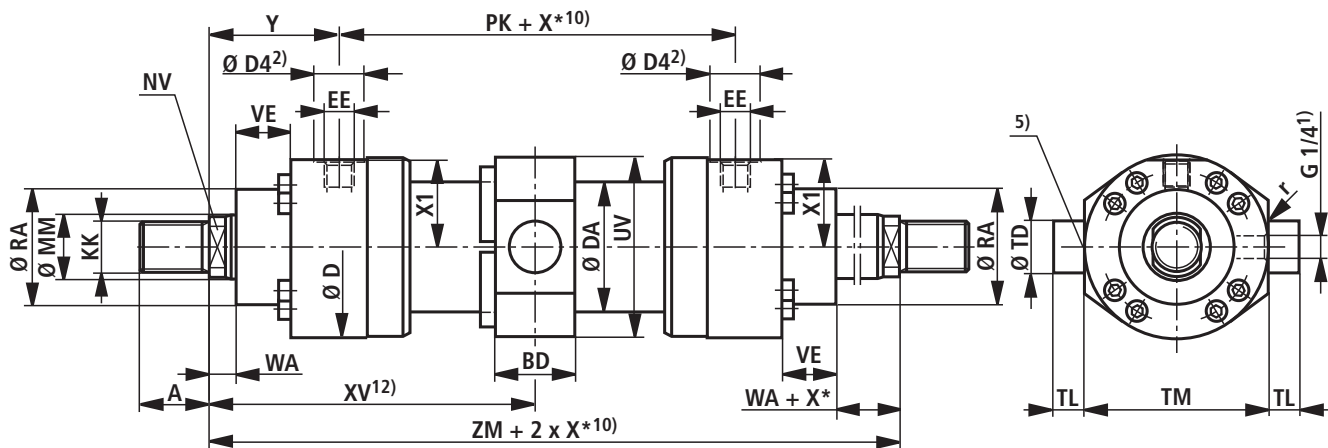 Y
PK + X*10)
Ø D42)
Ø D42)
NV
EE
EE
VE
5)
G 1/41)
r
X1
X1
Ø RA
Ø MM
KK
Ø D
Ø DA
UV
Ø RA
Ø TD
WA
BD
VE
A
XV12)
WA + X*
TL
TM
TL
ZM + 2 x X*10)